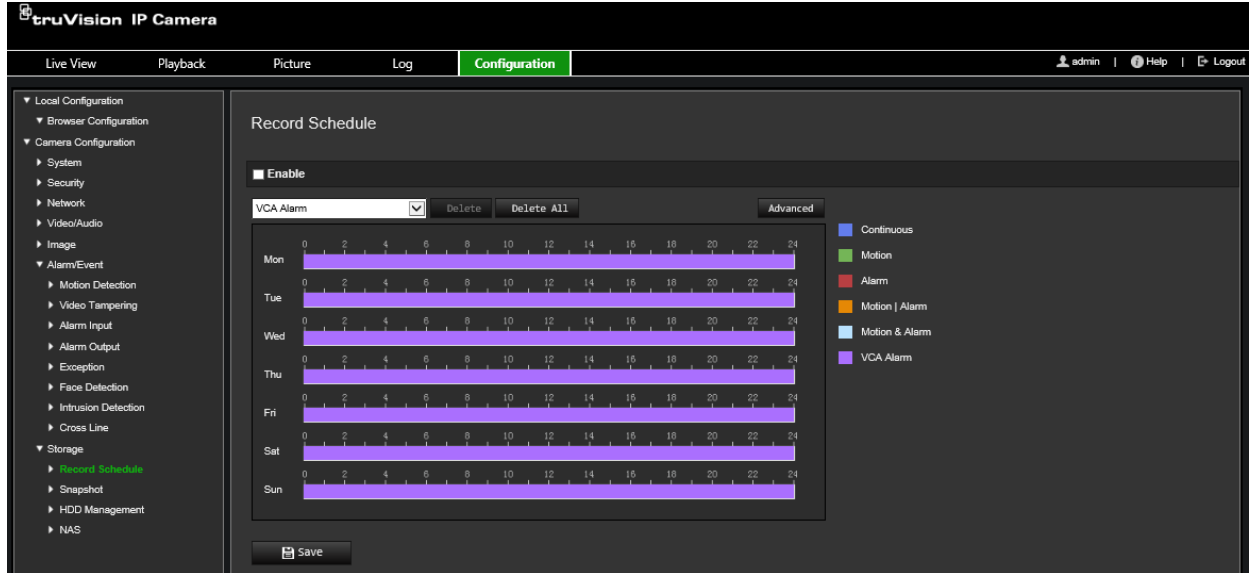 truVision IP Camera
Live View Playback Picture Log Configuration admin | Help | Logout
Local Configuration
Browser Configuration
Camera Configuration
System
Security
Network
Video/Audio
Image
Alarm/Event
Motion Detection
Video Tampering
Alarm Input
Alarm Output
Exception
Face Detection
Intrusion Detection
Cross Line
Storage
Record Schedule
Snapshot
HDD Management
NAS
Record Schedule
Enable
VCA Alarm Delete Delete All Advanced
0 2 4 6 8 10 12 14 16 18 20 22 24
Mon
0 2 4 6 8 10 12 14 16 18 20 22 24
Tue
0 2 4 6 8 10 12 14 16 18 20 22 24
Wed
0 2 4 6 8 10 12 14 16 18 20 22 24
Thu
0 2 4 6 8 10 12 14 16 18 20 22 24
Fri
0 2 4 6 8 10 12 14 16 18 20 22 24
Sat
0 2 4 6 8 10 12 14 16 18 20 22 24
Sun
Continuous
Motion
Alarm
Motion | Alarm
Motion & Alarm
VCA Alarm
Save